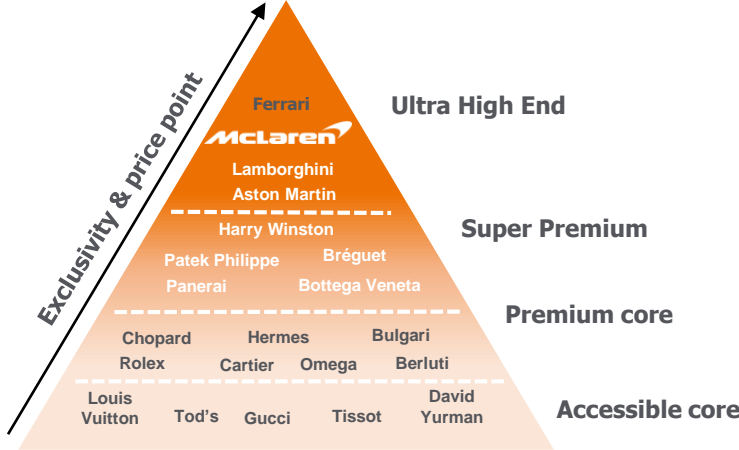 Exclusivity & price point
Ferrari
McLaren
Lamborghini
Aston Martin
Ultra High End
Harry Winston
Patek Philippe
Bréguet
Panerai
Bottega Veneta
Super Premium
Chopard
Hermes
Bulgari
Rolex
Cartier
Omega
Berluti
Premium core
Louis
Vuitton
Tod's
Gucci
Tissot
David
Yurman
Accessible core